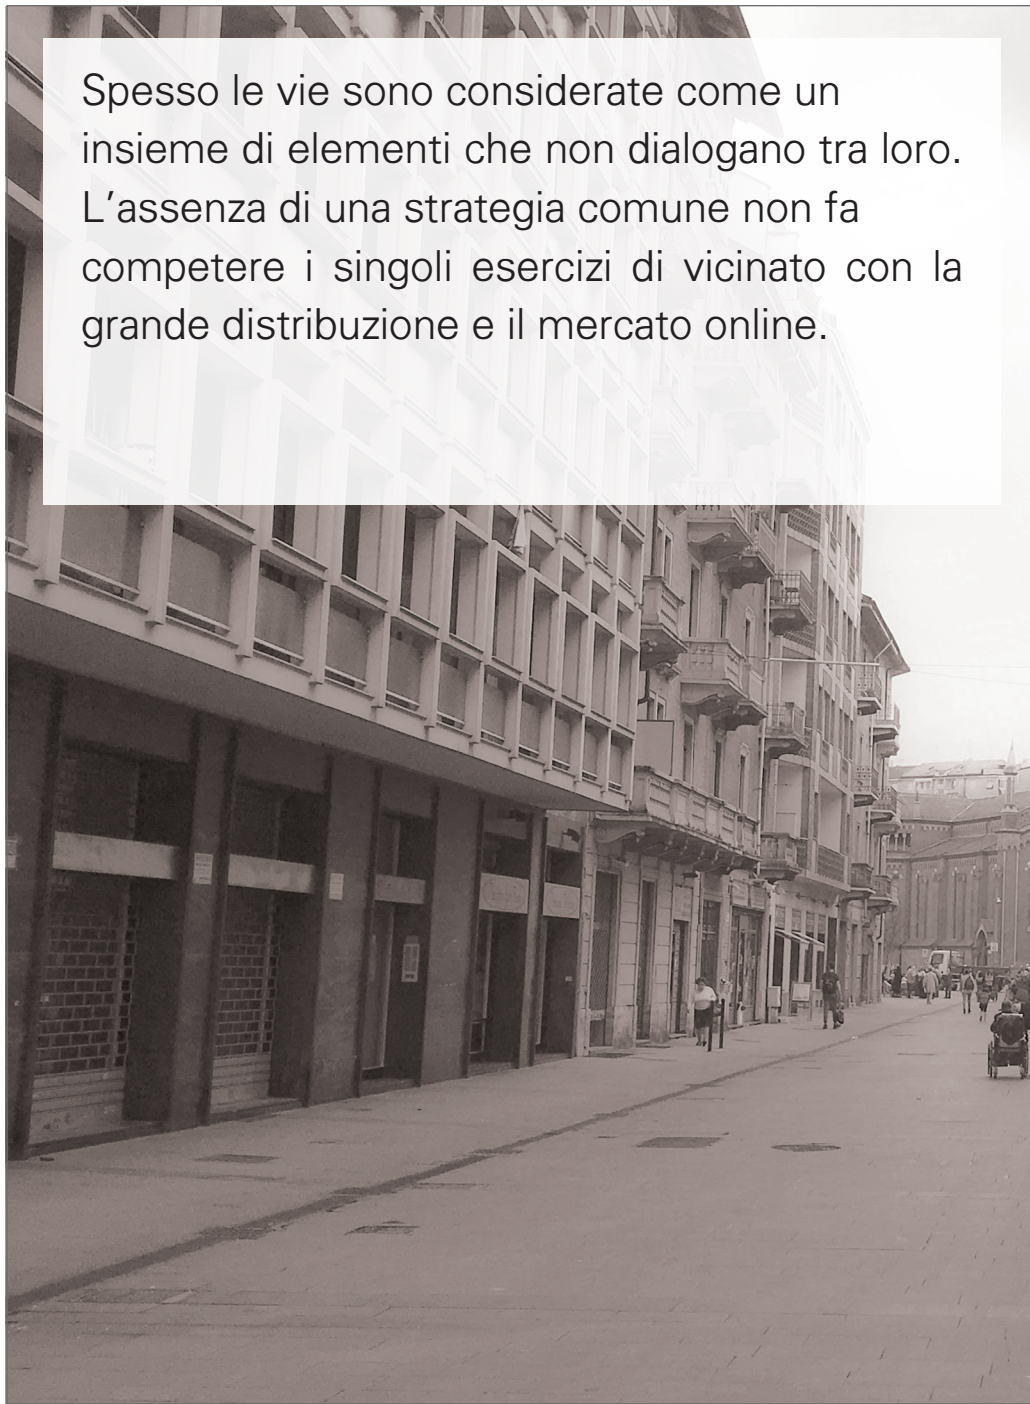 Spesso le vie sono considerate come un
insieme di elementi che non dialogano tra loro.
L'assenza di una strategia comune non fa
competere i singoli esercizi di vicinato con la
grande distribuzione e il mercato online.